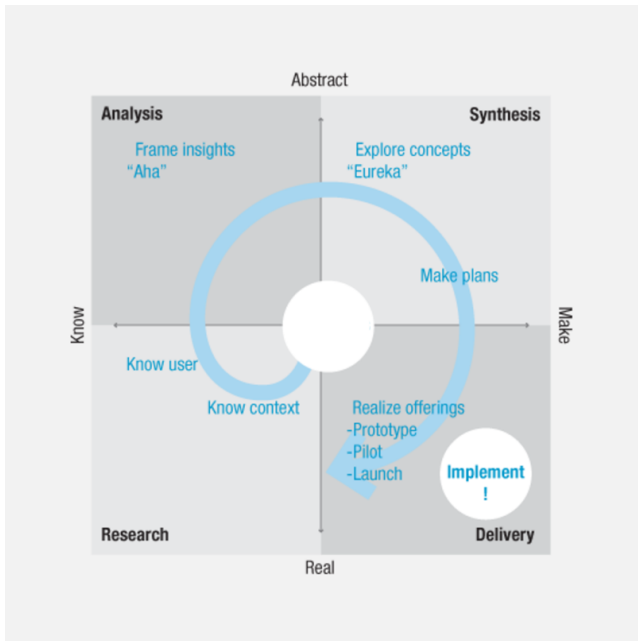 Abstract
Analysis
Synthesis
Frame insights
“Aha”
Explore concepts
“Eureka”
Make plans
Know
Make
Know user
Know context
Realize offerings
-Prototype
-Pilot
-Launch
Implement
!
Research
Delivery
Real